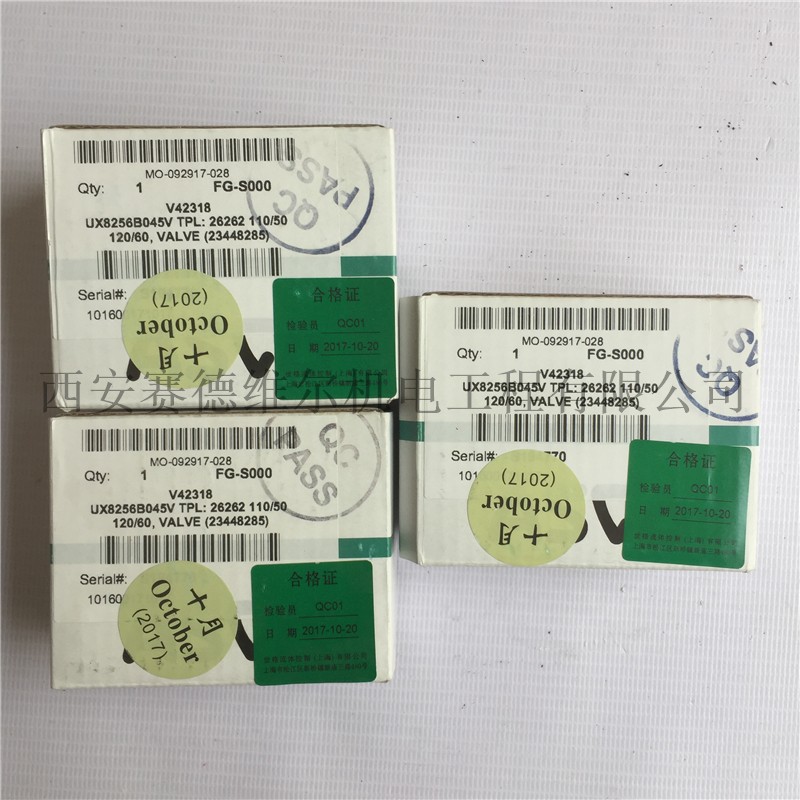 MO-092917-028
Qty: 1 FG-S000
V42318
UX8256B045V TPL: 26262 110/50
120/60, VALVE (23448285)
Serial#:
10160
QC
PASS
十月
October
(2017)
合格证
检验员 QC01
日 期 2017-10-20
MO-092917-028
Qty: 1 FG-S000
V42318
UX8256B045V TPL: 26262 110/50
120/60, VALVE (23448285)
Serial#: 770
101
QC
十月
October
(2017)
合格证
检验员 QC01
日 期 2017-10-20
西安赛德维尔机电工程有限公司
MO-092917-028
Qty: 1 FG-S000
V42318
UX8256B045V TPL: 26262 110/50
120/60, VALVE (23448285)
Serial#:
10160
QC
PASS
十月
October
(2017)
合格证
检验员 QC01
日 期 2017-10-20